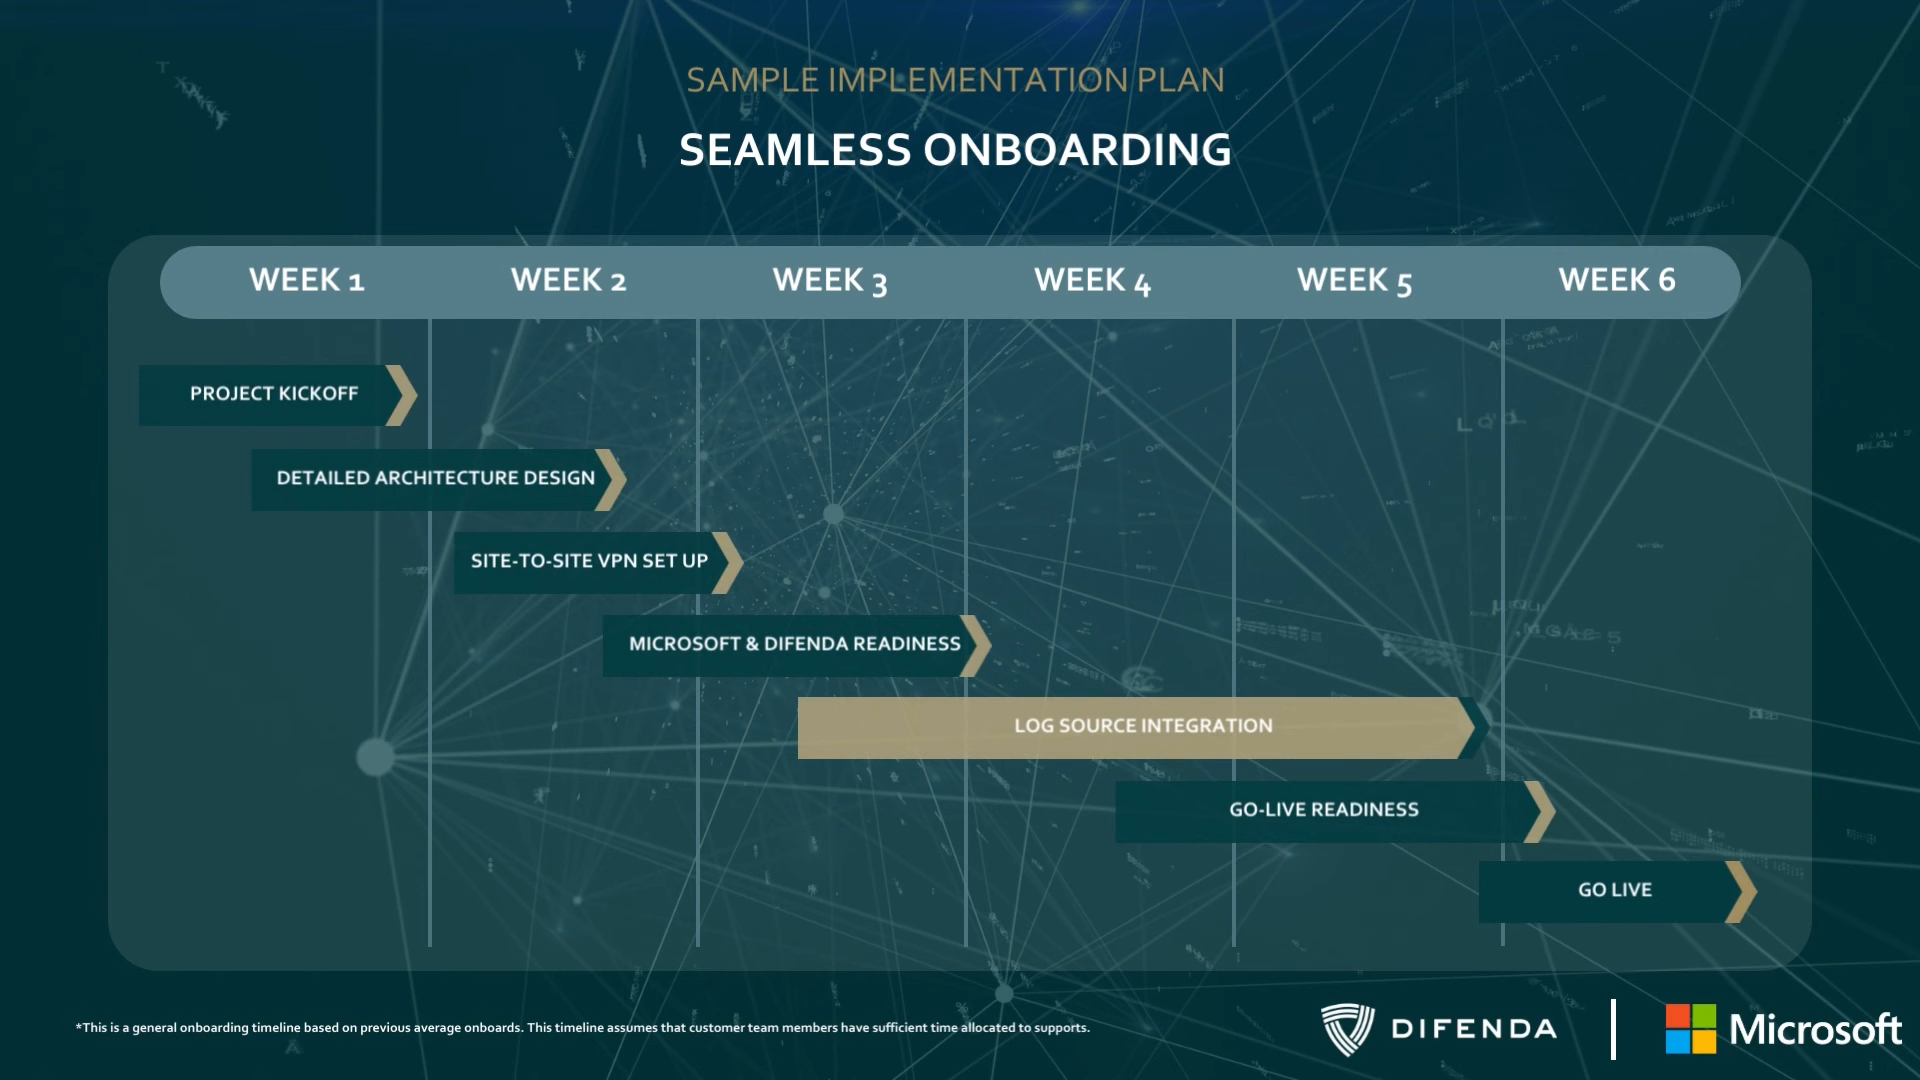 SAMPLE IMPLEMENTATION PLAN
SEAMLESS ONBOARDING
WEEK 1 WEEK 2 WEEK 3 WEEK 4 WEEK 5 WEEK 6
PROJECT KICKOFF
DETAILED ARCHITECTURE DESIGN
SITE-TO-SITE VPN SET UP
MICROSOFT & DIFENDA READINESS
LOG SOURCE INTEGRATION
GO-LIVE READINESS
GO LIVE
*This is a general onboarding timeline based on previous average onboards. This timeline assumes that customer team members have sufficient time allocated to supports.
DIFENDA
Microsoft